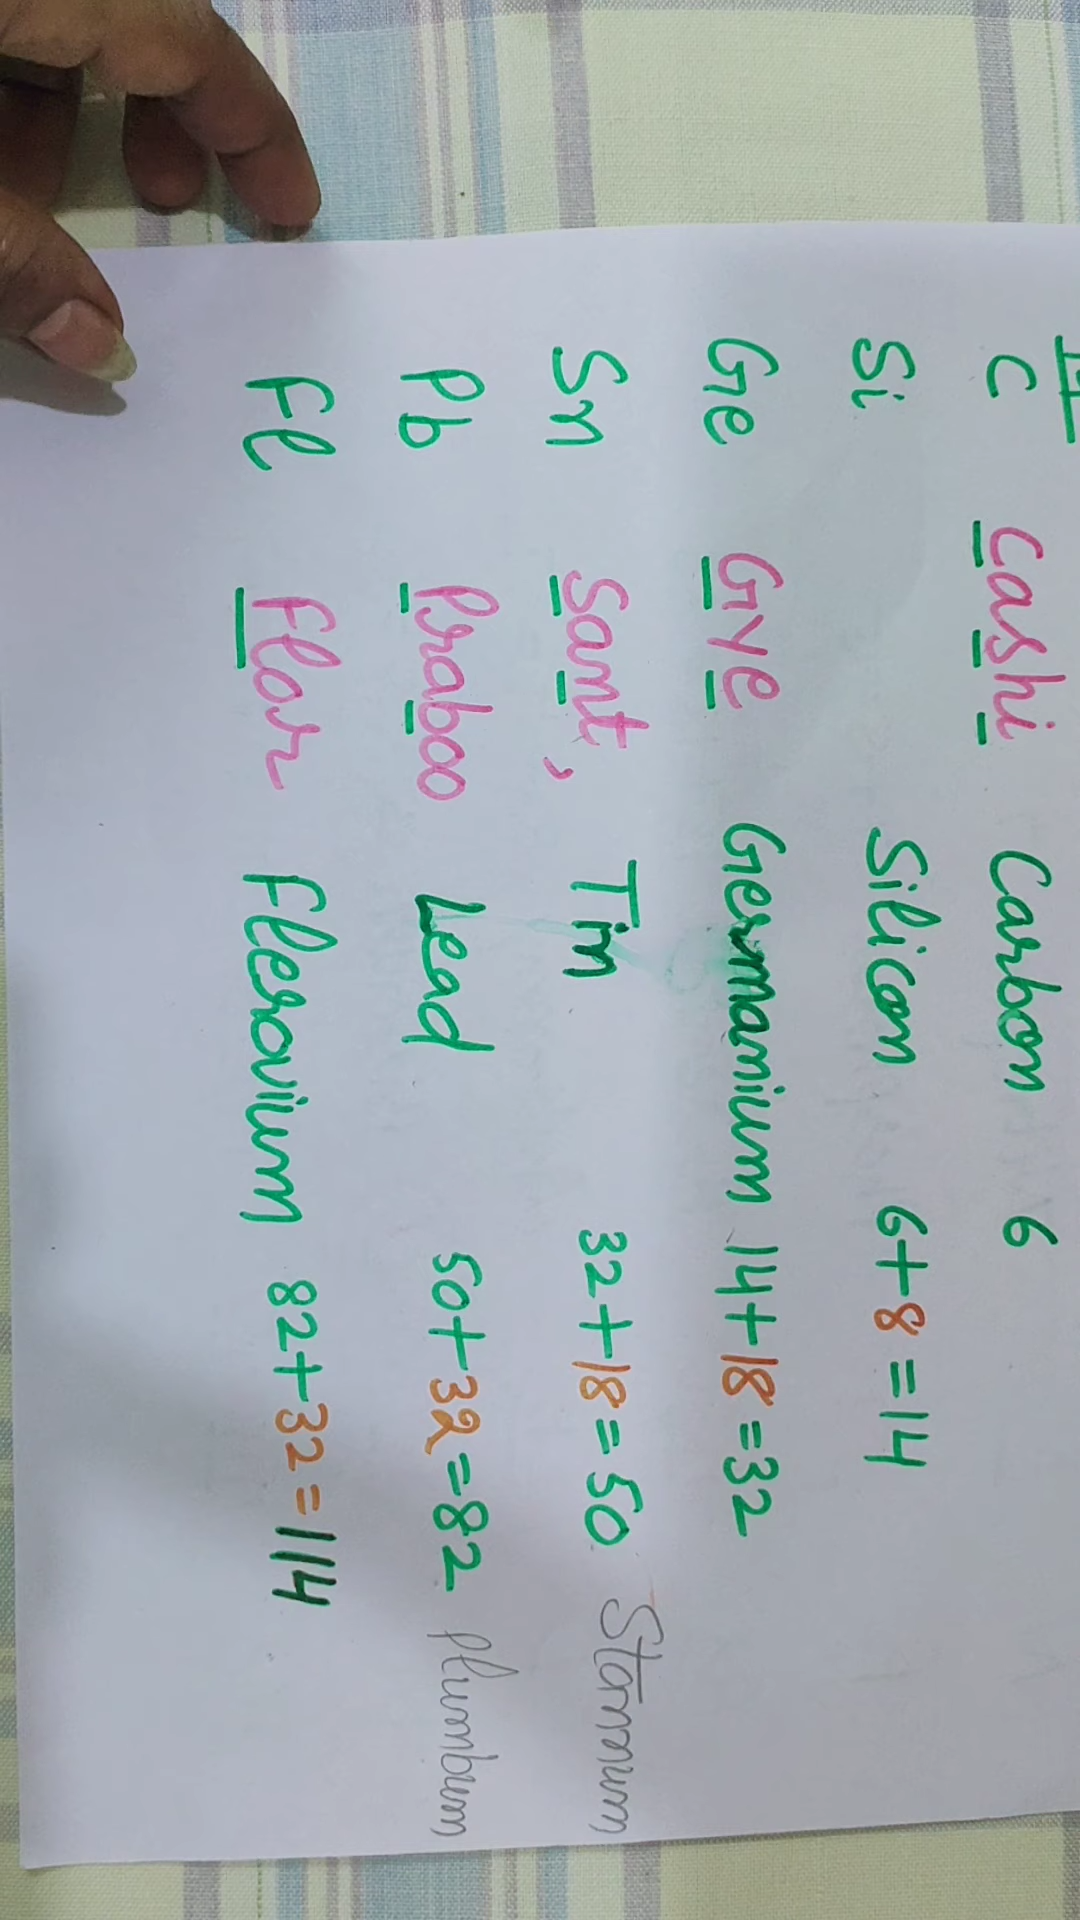 C Cashi Carbon 6
Si Silicon 6+8=14
Ge Gye Germanium 14+18=32
Sn Sant, Tin 32+18=50 Stannum
Pb Praboo Lead 50+32=82 Plumbum
Fl Flor Flerovium 82+32=114